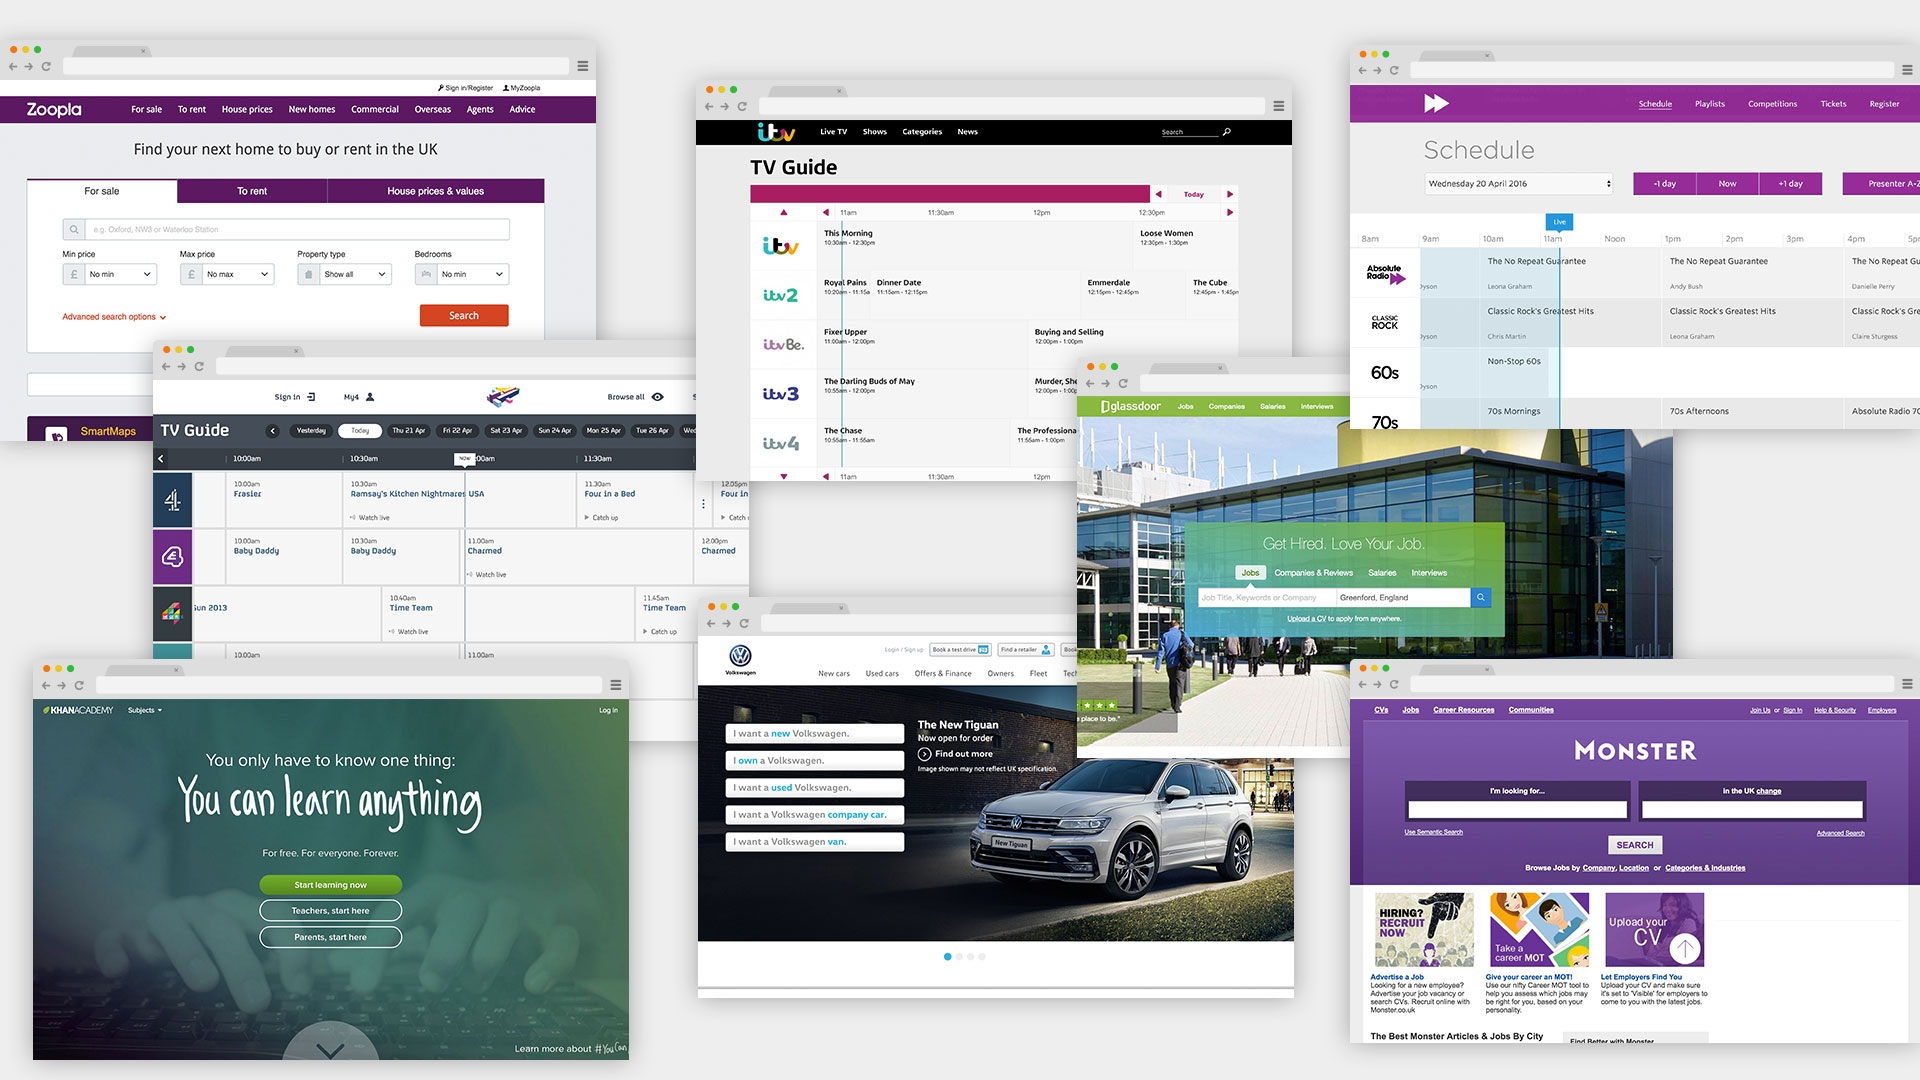 Sign in/Register MyZoopla
Zoopla For sale To rent House prices New homes Commercial Overseas Agents Advice
Find your next home to buy or rent in the UK
For sale To rent House prices & values
e.g. Oxford, NW3 or Waterloo Station
Min price Max price Property type Bedrooms
£ No min £ No max Show all No min
Advanced search options Search
SmartMaps
itv Live TV Shows Categories News Search
TV Guide
Today
11am 11:30am 12pm 12:30pm
itv This Morning Loose Women
10:30am - 12:30pm 12:30pm - 1:30pm
itv2 Royal Pains Dinner Date Emmerdale The Cube
10:20am - 11:15a 11:15am - 12:15pm 12:15pm - 12:45pm 12:45pm - 1:45pm
itvBe. Fixer Upper Buying and Selling
11:00am - 12:00pm 12:00pm - 1:00pm
itv3 The Darling Buds of May Murder, She
10:55am - 12:00pm 12:00pm - 1:00p
itv4 The Chase The Professiona
10:55am - 11:55am 11:55am - 1:00pm
11am 11:30am 12pm
Schedule Playlists Competitions Tickets Register
Schedule
Wednesday 20 April 2016 -1 day Now +1 day Presenter A-Z
Live
8am 9am 10am 11am Noon 1pm 2pm 3pm 4pm 5p
Absolute Radio The No Repeat Guarantee The No Repeat Guarantee The No Repeat Gu
Dyson Leona Graham Andy Bush Danielle Perry
CLASSIC ROCK Classic Rock's Greatest Hits Classic Rock's Greatest Hits Classic Rock's Grea
Dyson Chris Martin Leona Graham Claire Sturgess
60s Non-Stop 60s
Dyson
70s 70s Mornings 70s Afternoons Absolute Radio 70
Sign in My4 Browse all S
TV Guide Yesterday Today Thu 21 Apr Fri 22 Apr Sat 23 Apr Sun 24 Apr Mon 25 Apr Tue 26 Apr Wed
10:00am 10:30am NOW :00am 11:30am
4 10.00am 10.30am 11.30am 12.05pm
Frasier Ramsay's Kitchen Nightmares USA Four in a Bed Four in
Watch live Catch up Catch
10.00am 10.30am 11.00am 12.00pm
Baby Daddy Baby Daddy Charmed Charmed
Watch live
10.40am 11.45am
un 2013 Time Team Time Team
Watch live Catch up
10.00am 11.00am
glassdoor Jobs Companies Salaries Interviews
Get Hired. Love Your Job.
Jobs Companies & Reviews Salaries Interviews
Job Title, Keywords or Company Greenford, England
Upload a CV to apply from anywhere.
place to be."
KHANACADEMY Subjects Log in
You only have to know one thing:
You can learn anything
For free. For everyone. Forever.
Start learning now
Teachers, start here
Parents, start here
Learn more about #YouCan
Login / Sign up Book a test drive Find a retailer Book
Volkswagen
New cars Used cars Offers & Finance Owners Fleet Tech
I want a new Volkswagen.
I own a Volkswagen.
I want a used Volkswagen.
I want a Volkswagen company car.
I want a Volkswagen van.
The New Tiguan
Now open for order
Find out more
Image shown may not reflect UK specification.
New Tiguan
CVs Jobs Career Resources Communities Join Us or Sign In Help & Security Employers
MONSTER
I'm looking for... in the UK change
Use Semantic Search Advanced Search
SEARCH
Browse Jobs by Company, Location or Categories & Industries
HIRING?
RECRUIT
NOW
Take a
career MOT
Upload your
CV
Advertise a Job
Looking for a new employee?
Advertise your job vacancy or
search CVs. Recruit online with
Monster.co.uk
Give your career an MOT!
Use our nifty Career MOT tool to
help you assess which jobs may
be right for you, based on your
personality.
Let Employers Find You
Upload your CV and make sure
it's set to 'Visible' for employers to
come to you with the latest jobs.
The Best Monster Articles & Jobs By City Find Better with Monster